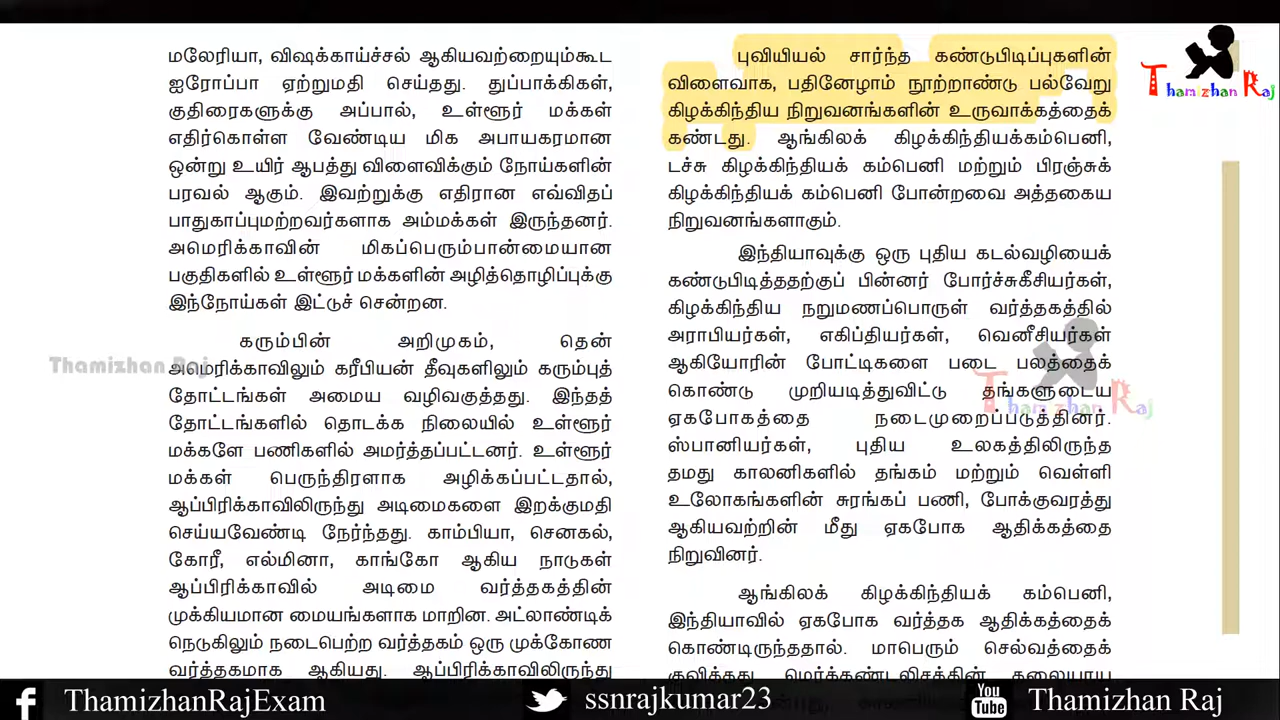 மலேரியா, விஷக்காய்ச்சல் ஆகியவற்றையும்கூட
ஐரோப்பா ஏற்றுமதி செய்தது. துப்பாக்கிகள்,
குதிரைகளுக்கு அப்பால், உள்ளூர் மக்கள்
எதிர்கொள்ள வேண்டிய மிக அபாயகரமான
ஒன்று உயிர் ஆபத்து விளைவிக்கும் நோய்களின்
பரவல் ஆகும். இவற்றுக்கு எதிரான எவ்விதப்
பாதுகாப்புமற்றவர்களாக அம்மக்கள் இருந்தனர்.
அமெரிக்காவின் மிகப்பெரும்பான்மையான
பகுதிகளில் உள்ளூர் மக்களின் அழித்தொழிப்புக்கு
இந்நோய்கள் இட்டுச் சென்றன.
கரும்பின் அறிமுகம், தென்
அமெரிக்காவிலும் கரீபியன் தீவுகளிலும் கரும்புத்
தோட்டங்கள் அமைய வழிவகுத்தது. இந்தத்
தோட்டங்களில் தொடக்க நிலையில் உள்ளூர்
மக்களே பணிகளில் அமர்த்தப்பட்டனர். உள்ளூர்
மக்கள் பெருந்திரளாக அழிக்கப்பட்டதால்,
ஆப்பிரிக்காவிலிருந்து அடிமைகளை இறக்குமதி
செய்யவேண்டி நேர்ந்தது. காம்பியா, செனகல்,
கோரீ, எல்மினா, காங்கோ ஆகிய நாடுகள்
ஆப்பிரிக்காவில் அடிமை வர்த்தகத்தின்
முக்கியமான மையங்களாக மாறின. அட்லாண்டிக்
நெடுகிலும் நடைபெற்ற வர்த்தகம் ஒரு முக்கோண
வர்த்தகமாக ஆகியது. ஆப்பிரிக்காவிலிருந்து
புவியியல் சார்ந்த கண்டுபிடிப்புகளின்
விளைவாக, பதினேழாம் நூற்றாண்டு பல்வேறு
கிழக்கிந்திய நிறுவனங்களின் உருவாக்கத்தைக்
கண்டது. ஆங்கிலக் கிழக்கிந்தியக்கம்பெனி,
டச்சு கிழக்கிந்தியக் கம்பெனி மற்றும் பிரஞ்சுக்
கிழக்கிந்தியக் கம்பெனி போன்றவை அத்தகைய
நிறுவனங்களாகும்.
இந்தியாவுக்கு ஒரு புதிய கடல்வழியைக்
கண்டுபிடித்ததற்குப் பின்னர் போர்ச்சுகீசியர்கள்,
கிழக்கிந்திய நறுமணப்பொருள் வர்த்தகத்தில்
அராபியர்கள், எகிப்தியர்கள், வெனீசியர்கள்
ஆகியோரின் போட்டிகளை படை பலத்தைக்
கொண்டு முறியடித்துவிட்டு தங்களுடைய
ஏகபோகத்தை நடைமுறைப்படுத்தினர்.
ஸ்பானியர்கள், புதிய உலகத்திலிருந்த
தமது காலனிகளில் தங்கம் மற்றும் வெள்ளி
உலோகங்களின் சுரங்கப் பணி, போக்குவரத்து
ஆகியவற்றின் மீது ஏகபோக ஆதிக்கத்தை
நிறுவினர்.
ஆங்கிலக் கிழக்கிந்தியக் கம்பெனி,
இந்தியாவில் ஏகபோக வர்த்தக ஆதிக்கத்தைக்
கொண்டிருந்ததால். மாபெரும் செல்வத்தைக்
Thamizhan Raj
Thamizhan Raj
Thamizhan Raj
ThamizhanRajExam
ssnrajkumar23
You
Tube
Thamizhan Raj